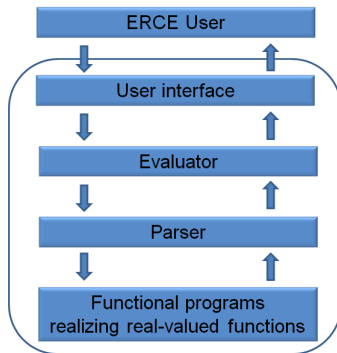 ERCE User
User interface
Evaluator
Parser
Functional programs
realizing real-valued functions